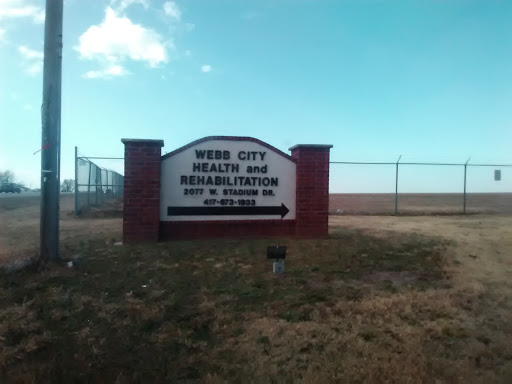 WEBB CITY
HEALTH and
REHABILITATION
2077 W. STADIUM DR.
417-673-1933